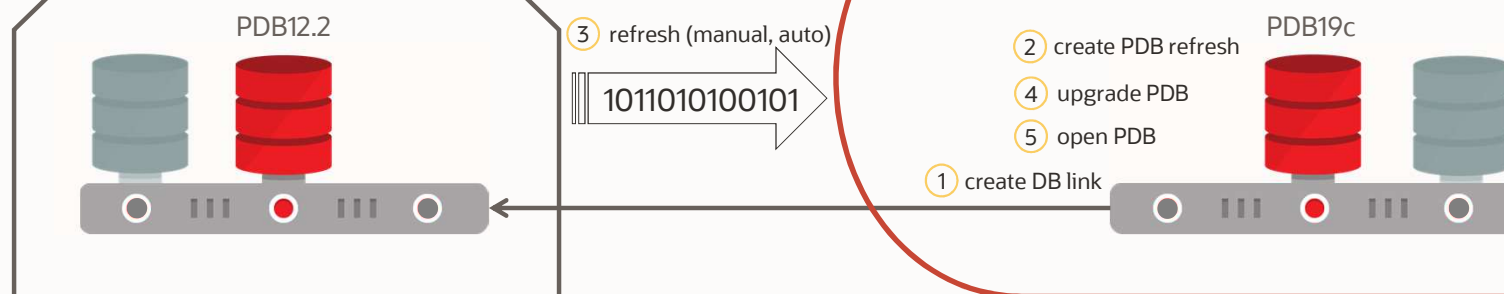 PDB12.2
3 refresh (manual, auto)
1011010100101
PDB19c
2 create PDB refresh
4 upgrade PDB
5 open PDB
1 create DB link